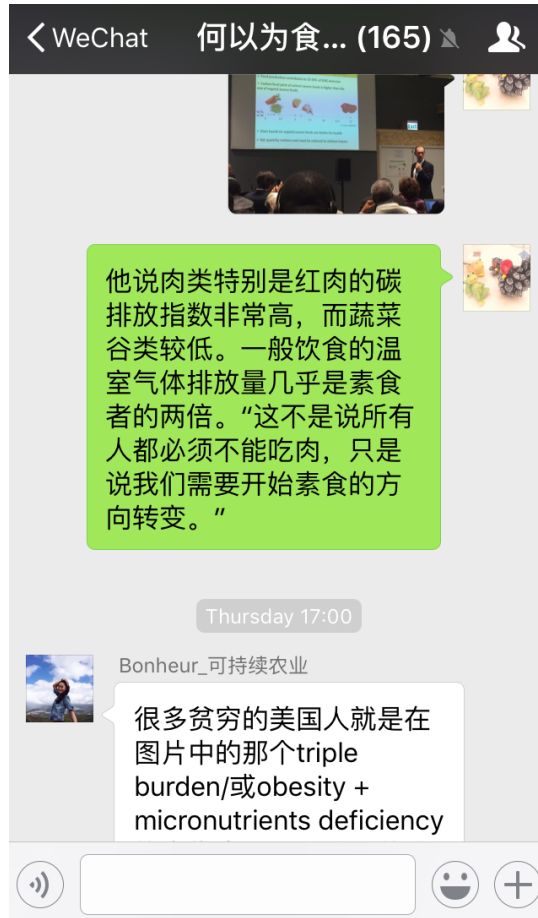 WeChat
何以为食... (165)
他说肉类特别是红肉的碳
排放指数非常高，而蔬菜
谷类较低。一般饮食的温
室气体排放量几乎是素食
者的两倍。“这不是说所有
人都必须不能吃肉，只是
说我们需要开始素食的方
向转变。”
Thursday 17:00
Bonheur_可持续农业
很多贫穷的美国人就是在
图片中的那个triple
burden/或obesity +
micronutrients deficiency